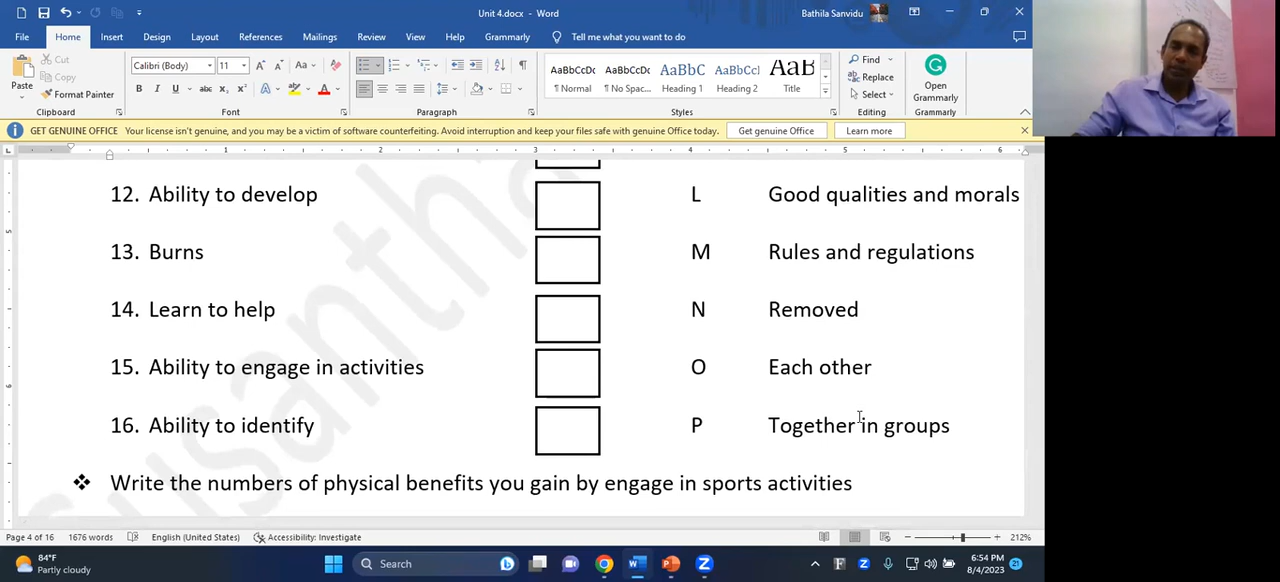 Unit 4.docx - Word
Bathila Sanvidu
File Home Insert Design Layout References Mailings Review View Help Grammarly Tell me what you want to do
Cut
Copy
Format Painter
Paste
Calibri (Body) 11
AaBbCcDc AaBbCcDc AaBbC AaBbCcI AaB
¶ Normal ¶ No Spac... Heading 1 Heading 2 Title
Find
Replace
Select
Open
Grammarly
Clipboard Font Paragraph Styles Editing Grammarly
GET GENUINE OFFICE Your license isn't genuine, and you may be a victim of software counterfeiting. Avoid interruption and keep your files safe with genuine Office today. Get genuine Office Learn more
1 2 3 4 5 6
12. Ability to develop L Good qualities and morals
13. Burns M Rules and regulations
14. Learn to help N Removed
15. Ability to engage in activities O Each other
16. Ability to identify P Together in groups
❖ Write the numbers of physical benefits you gain by engage in sports activities
Page 4 of 16 1676 words English (United States) Accessibility: Investigate 212%
84°F
Partly cloudy
Search
6:54 PM
8/4/2023